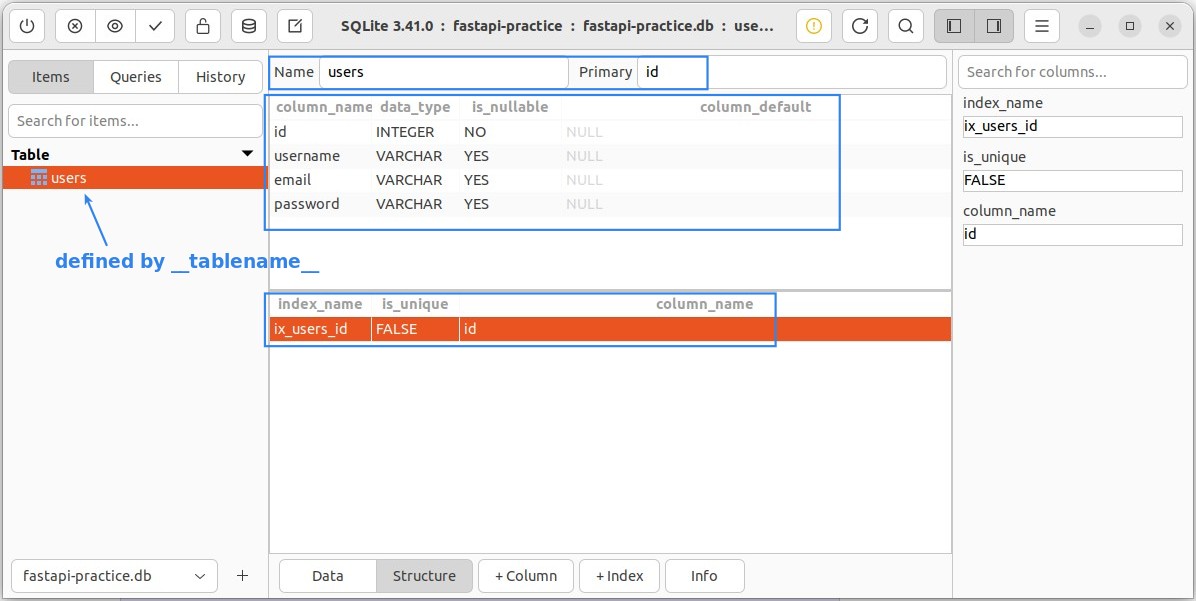 SQLite 3.41.0 : fastapi-practice : fastapi-practice.db : use...
Items Queries History
Search for items...
Table
users
defined by __tablename__
fastapi-practice.db
Name users Primary id
column_name data_type is_nullable column_default
id INTEGER NO NULL
username VARCHAR YES NULL
email VARCHAR YES NULL
password VARCHAR YES NULL
index_name is_unique column_name
ix_users_id FALSE id
Data Structure + Column + Index Info
Search for columns...
index_name
ix_users_id
is_unique
FALSE
column_name
id